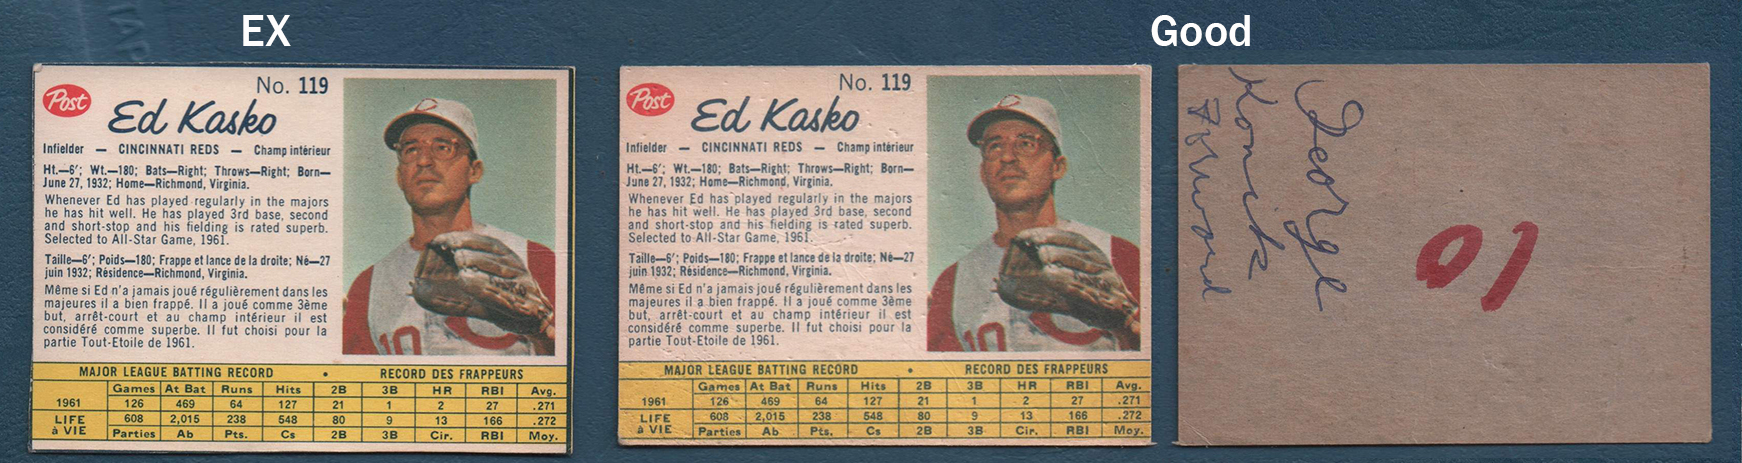 EX
Good
No. 119
Post
Ed Kasko
Infielder — CINCINNATI REDS — Champ intérieur
Ht.—6′; Wt.—180; Bats—Right; Throws—Right; Born—
June 27, 1932; Home—Richmond, Virginia.
Whenever Ed has played regularly in the majors
he has hit well. He has played 3rd base, second
and short-stop and his fielding is rated superb.
Selected to All-Star Game, 1961.
Taille—6′; Poids—180; Frappe et lance de la droite; Né—27
juin 1932; Résidence—Richmond, Virginia.
Même si Ed n'a jamais joué régulièrement dans les
majeures il a bien frappé. Il a joué comme 3ème
but, arrêt-court et au champ intérieur il est
considéré comme superbe. Il fut choisi pour la
partie Tout-Etoile de 1961.
MAJOR LEAGUE BATTING RECORD • RECORD DES FRAPPEURS
Games At Bat Runs Hits 2B 3B HR RBI Avg.
1961 126 469 64 127 21 1 2 27 .271
LIFE à VIE 608 2,015 238 548 80 9 13 166 .272
Parties Ab Pts. Cs 2B 3B Cir. RBI Moy.
No. 119
Post
Ed Kasko
Infielder — CINCINNATI REDS — Champ intérieur
Ht.—6′; Wt.—180; Bats—Right; Throws—Right; Born—
June 27, 1932; Home—Richmond, Virginia.
Whenever Ed has played regularly in the majors
he has hit well. He has played 3rd base, second
and short-stop and his fielding is rated superb.
Selected to All-Star Game, 1961.
Taille—6′; Poids—180; Frappe et lance de la droite; Né—27
juin 1932; Résidence—Richmond, Virginia.
Même si Ed n'a jamais joué régulièrement dans les
majeures il a bien frappé. Il a joué comme 3ème
but, arrêt-court et au champ intérieur il est
considéré comme superbe. Il fut choisi pour la
partie Tout-Etoile de 1961.
MAJOR LEAGUE BATTING RECORD • RECORD DES FRAPPEURS
Games At Bat Runs Hits 2B 3B HR RBI Avg.
1961 126 469 64 127 21 1 2 27 .271
LIFE à VIE 608 2,015 238 548 80 9 13 166 .272
Parties Ab Pts. Cs 2B 3B Cir. RBI Moy.
George